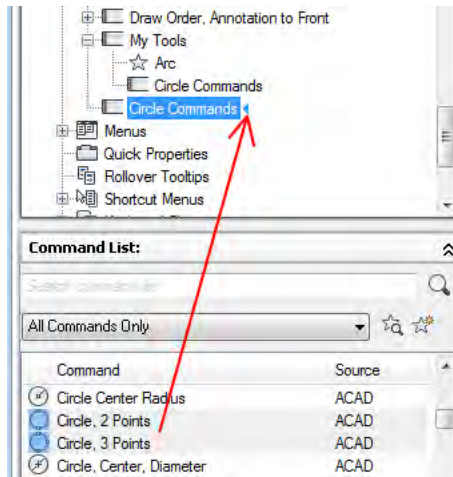 Draw Order, Annotation to Front
My Tools
Arc
Circle Commands
Circle Commands
Menus
Quick Properties
Rollover Tooltips
Shortcut Menus
Command List:
All Commands Only
Command Source
Circle Center Radius ACAD
Circle, 2 Points ACAD
Circle, 3 Points ACAD
Circle, Center, Diameter ACAD